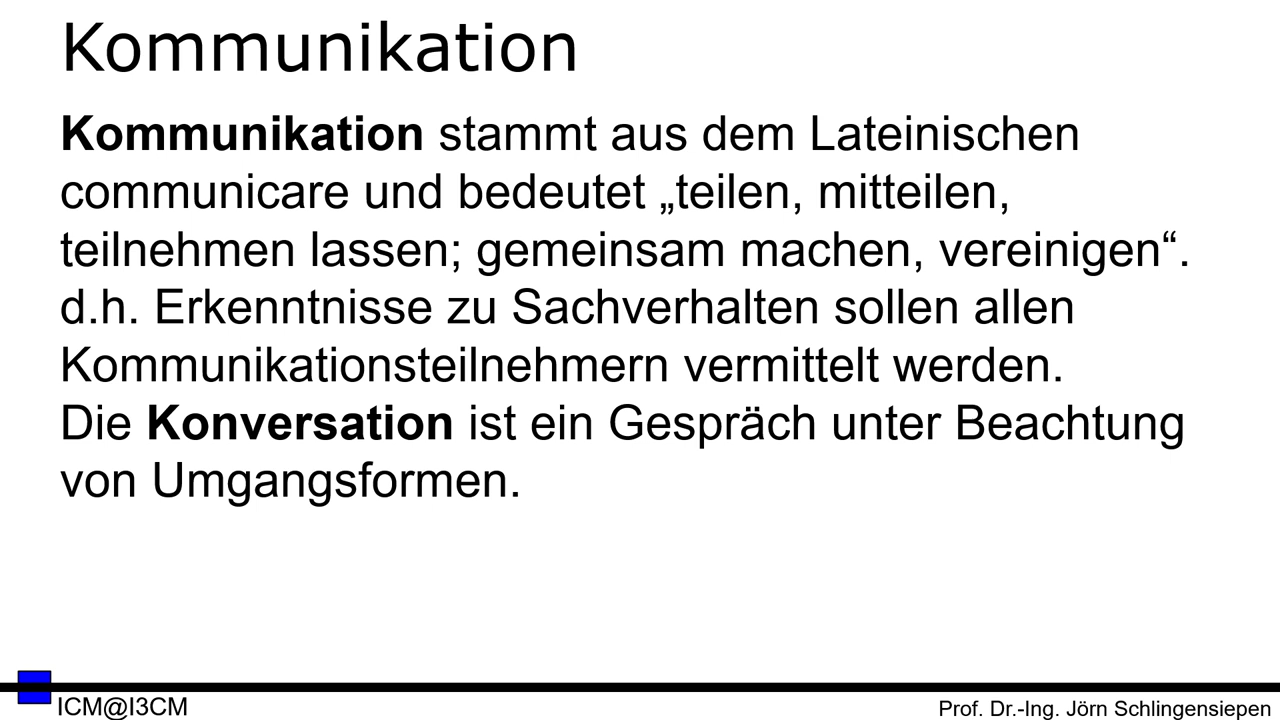 Kommunikation
Kommunikation stammt aus dem Lateinischen
communicare und bedeutet „teilen, mitteilen,
teilnehmen lassen; gemeinsam machen, vereinigen“.
d.h. Erkenntnisse zu Sachverhalten sollen allen
Kommunikationsteilnehmern vermittelt werden.
Die Konversation ist ein Gespräch unter Beachtung
von Umgangsformen.
ICM@I3CM
Prof. Dr.-Ing. Jörn Schlingensiepen